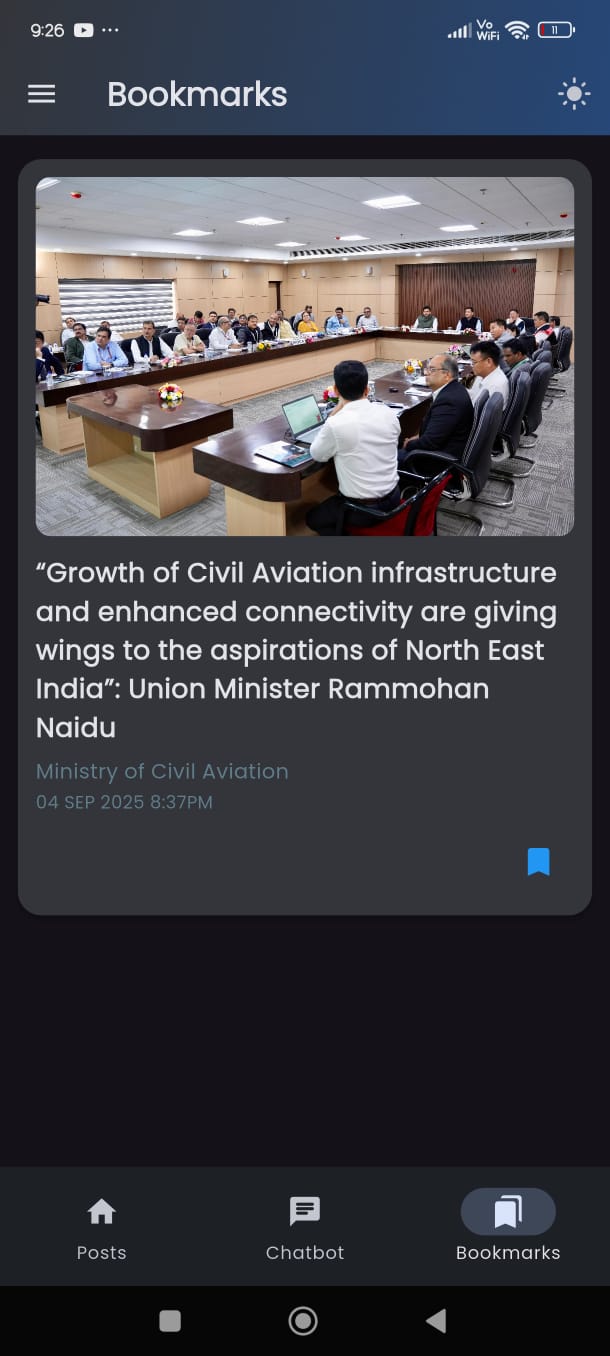 9:26
Vo
WiFi
11
Bookmarks
“Growth of Civil Aviation infrastructure
and enhanced connectivity are giving
wings to the aspirations of North East
India”: Union Minister Rammohan
Naidu
Ministry of Civil Aviation
04 SEP 2025 8:37PM
Posts
Chatbot
Bookmarks